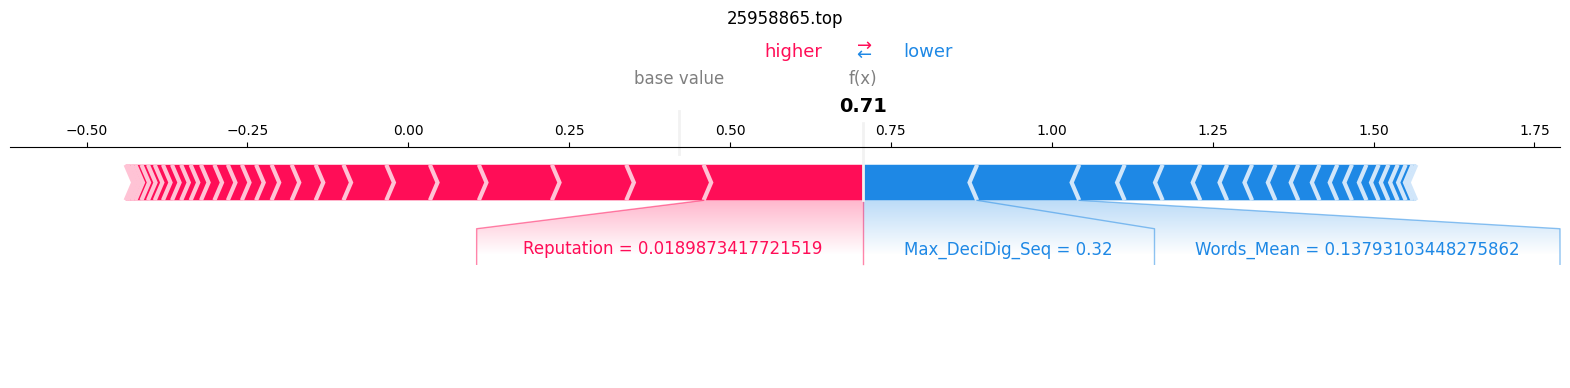 25958865.top
higher ⇄ lower
base value f(x)
0.71
−0.50 −0.25 0.00 0.25 0.50 0.75 1.00 1.25 1.50 1.75
Reputation = 0.0189873417721519 Max_DeciDig_Seq = 0.32 Words_Mean = 0.13793103448275862